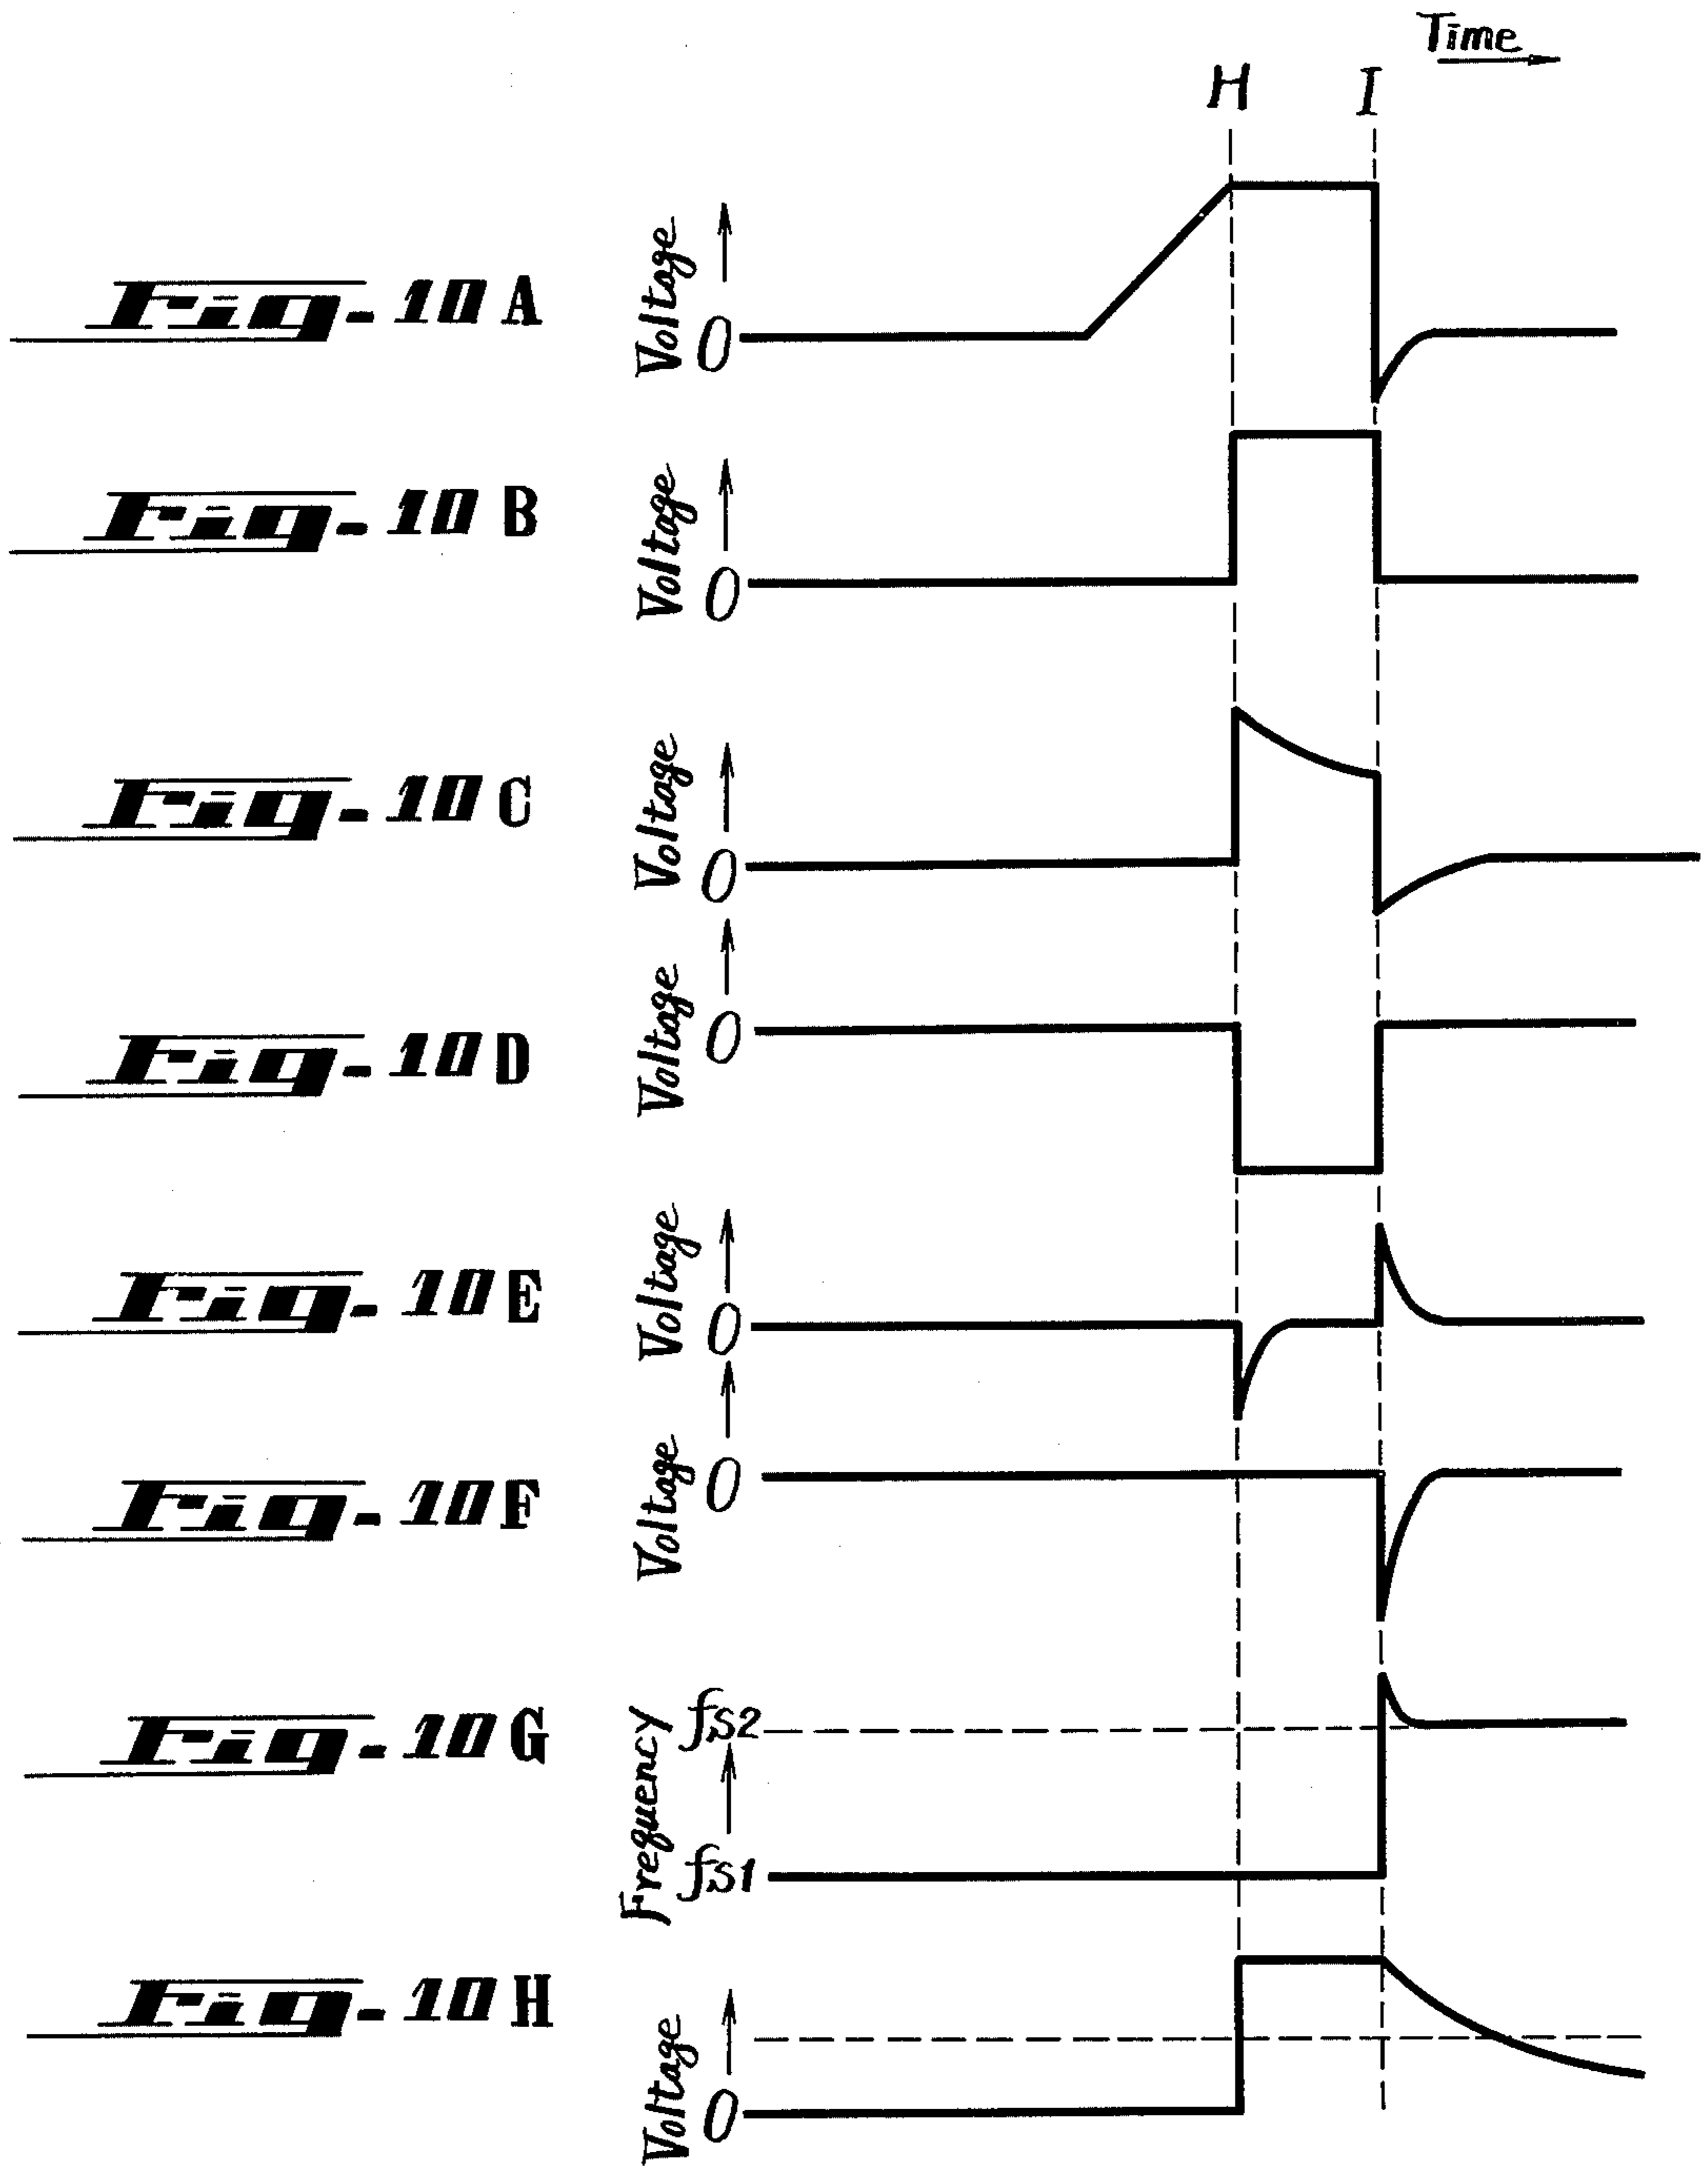 Time
H I
Fig-10A
Voltage
0
Fig-10B
Voltage
0
Fig-10C
Voltage
0
Fig-10D
Voltage
0
Fig-10E
Voltage
0
Fig-10F
Voltage
0
Fig-10G
Frequency
fs2
fs1
Fig-10H
Voltage
0